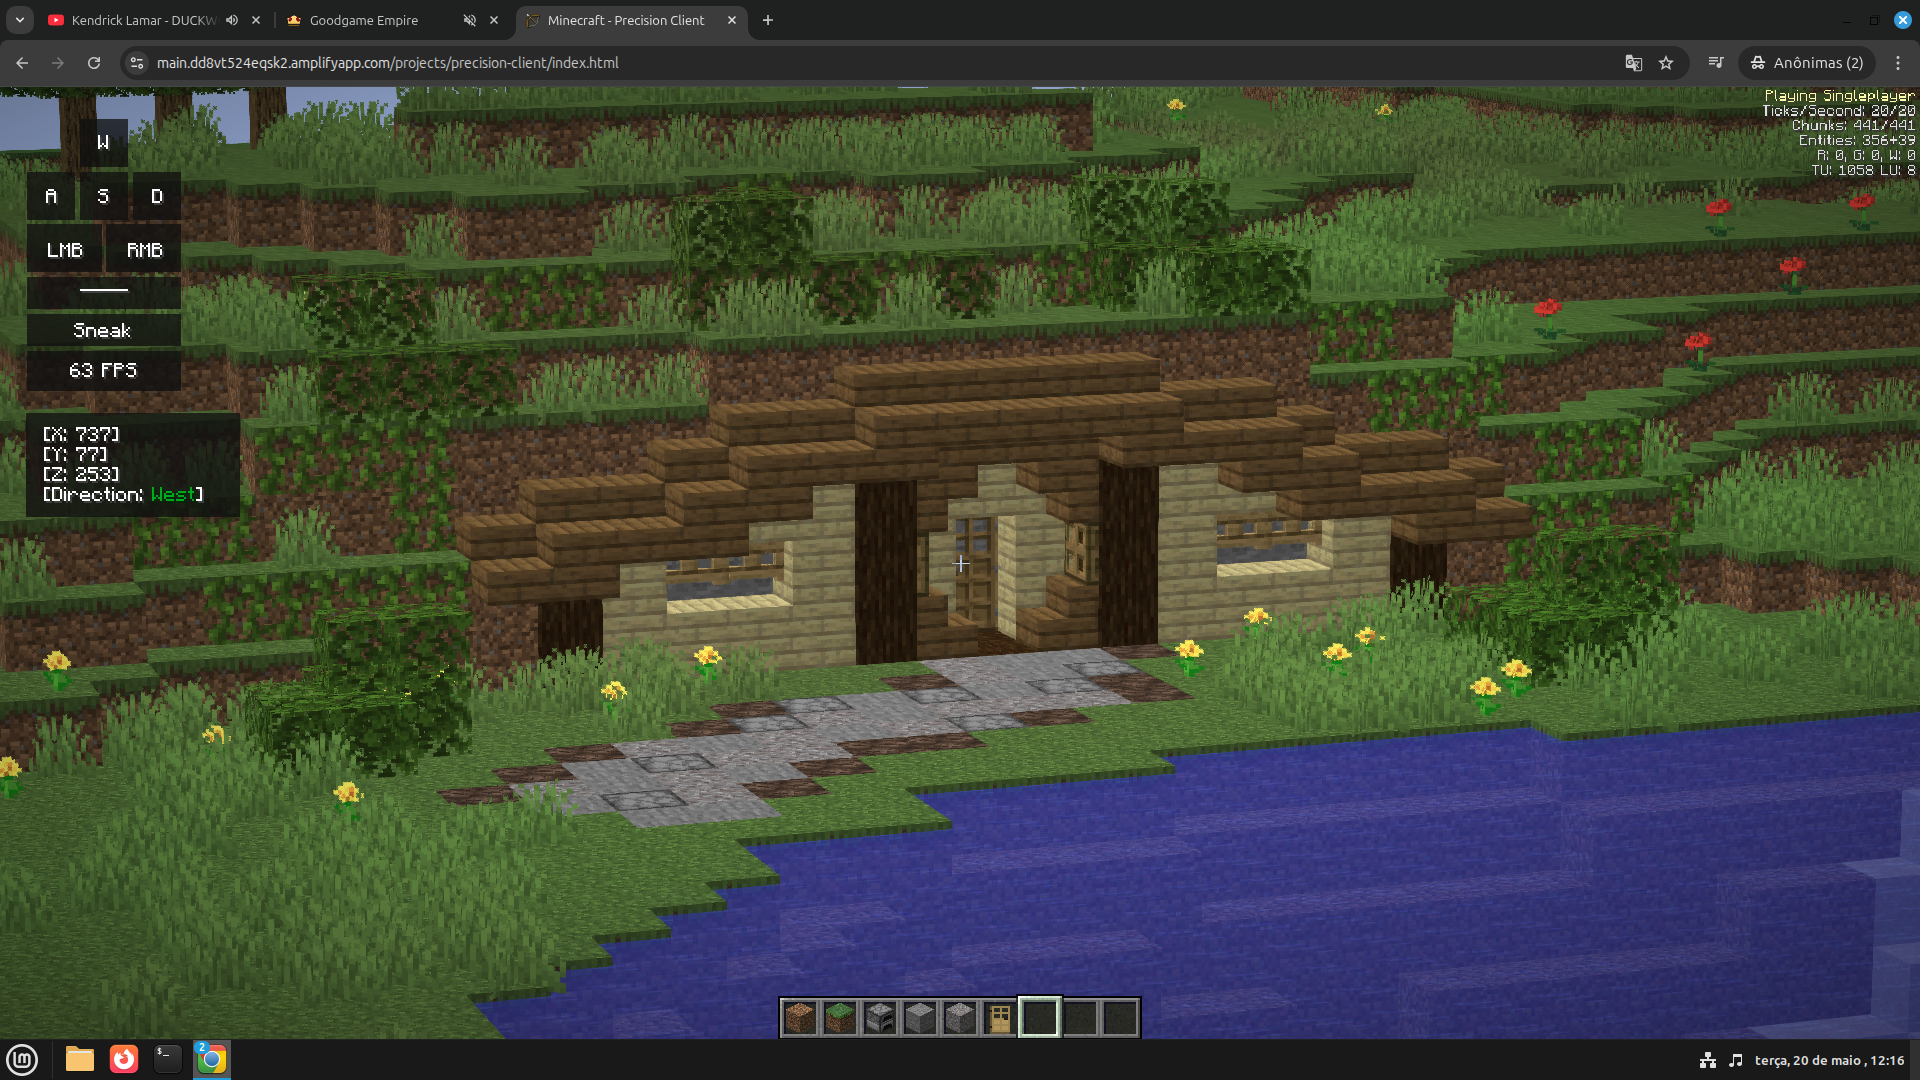 Kendrick Lamar - DUCKW
Goodgame Empire
Minecraft - Precision Client
main.dd8vt524eqsk2.amplifyapp.com/projects/precision-client/index.html
Anônimas (2)
Playing Singleplayer
Ticks/Second: 20/20
Chunks: 441/441
Entities: 356+39
R: 0, G: 0, W: 0
TU: 1058 LU: 8
W
A S D
LMB RMB
Sneak
63 FPS
[X: 737]
[Y: 77]
[Z: 253]
[Direction: West]
2
terça, 20 de maio , 12:16